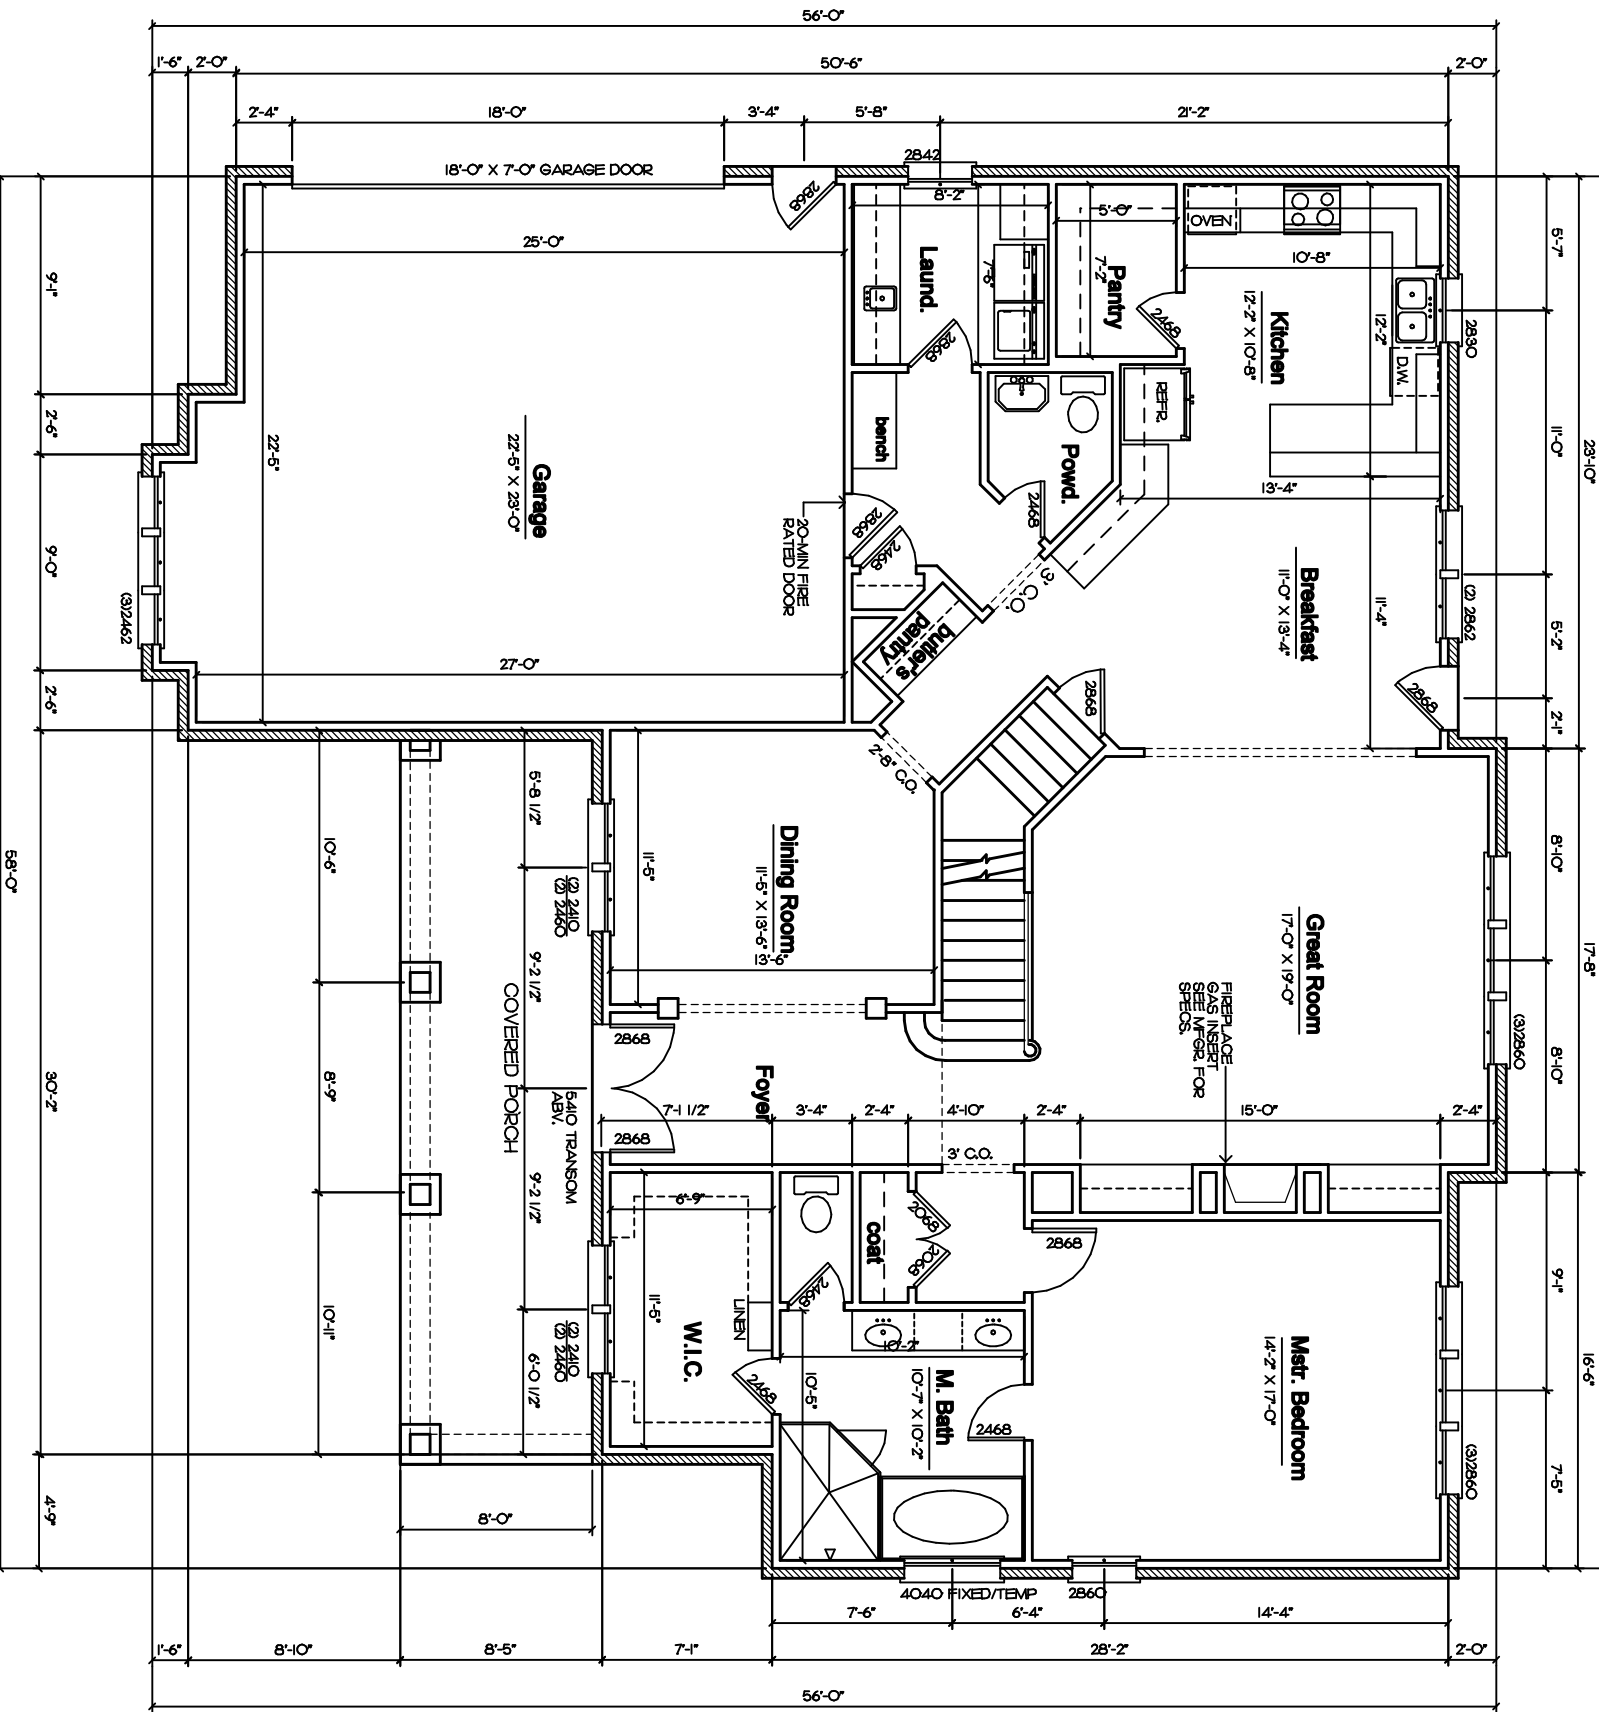 56'-0"
1'-6"
2'-0"
50'-6"
2'-0"
2'-4"
18'-0"
3'-4"
5'-8"
21'-2"
18'-0" X 7'-0" GARAGE DOOR
2868
2842
8'-2"
5'-0"
OVEN
10'-8"
25'-0"
Laund.
7'-6"
2868
Pantry
7'-2"
2468
Kitchen
12'-2" X 10'-8"
12'-2"
D.W.
2830
5'-7"
11'-0"
23'-10"
9'-1"
2'-6"
9'-0"
2'-6"
22'-5"
Garage
22'-5" X 23'-0"
bench
REFR.
Powd.
2468
13'-4"
2868
2468
20-MIN FIRE
RATED DOOR
3' C.O.
butler's
pantry
Breakfast
11'-0" X 13'-4"
11'-4"
(2) 2862
5'-2"
2'-1"
2868
2868
(3)2462
27'-0"
2'-8" C.O.
58'-0"
30'-2"
4'-9"
10'-6"
8'-9"
10'-11"
5'-8 1/2"
9'-2 1/2"
9'-2 1/2"
6'-0 1/2"
(2) 2410
(2) 2460
11'-5"
Dining Room
11'-5" X 13'-6"
13'-6"
Great Room
17'-0" X 19'-0"
FIREPLACE
GAS INSERT
SEE MFGR. FOR
SPECS.
8'-10"
8'-10"
17'-8"
(3)2860
COVERED PORCH
5410 TRANSOM
ABV.
2868
2868
Foyer
7'-1 1/2"
3'-4"
2'-4"
4'-10"
2'-4"
15'-0"
2'-4"
3' C.O.
6'-9"
11'-5"
LINEN
W.I.C.
(2) 2410
(2) 2460
coat
2068
2068
2868
2468
10'-2"
10'-5"
2468
M. Bath
10'-7" X 10'-2"
2468
Mstr. Bedroom
14'-2" X 17'-0"
9'-1"
7'-5"
16'-6"
(3)2860
8'-0"
4040 FIXED/TEMP
2860
7'-6"
6'-4"
14'-4"
1'-6"
8'-10"
8'-5"
7'-1"
28'-2"
2'-0"
56'-0"